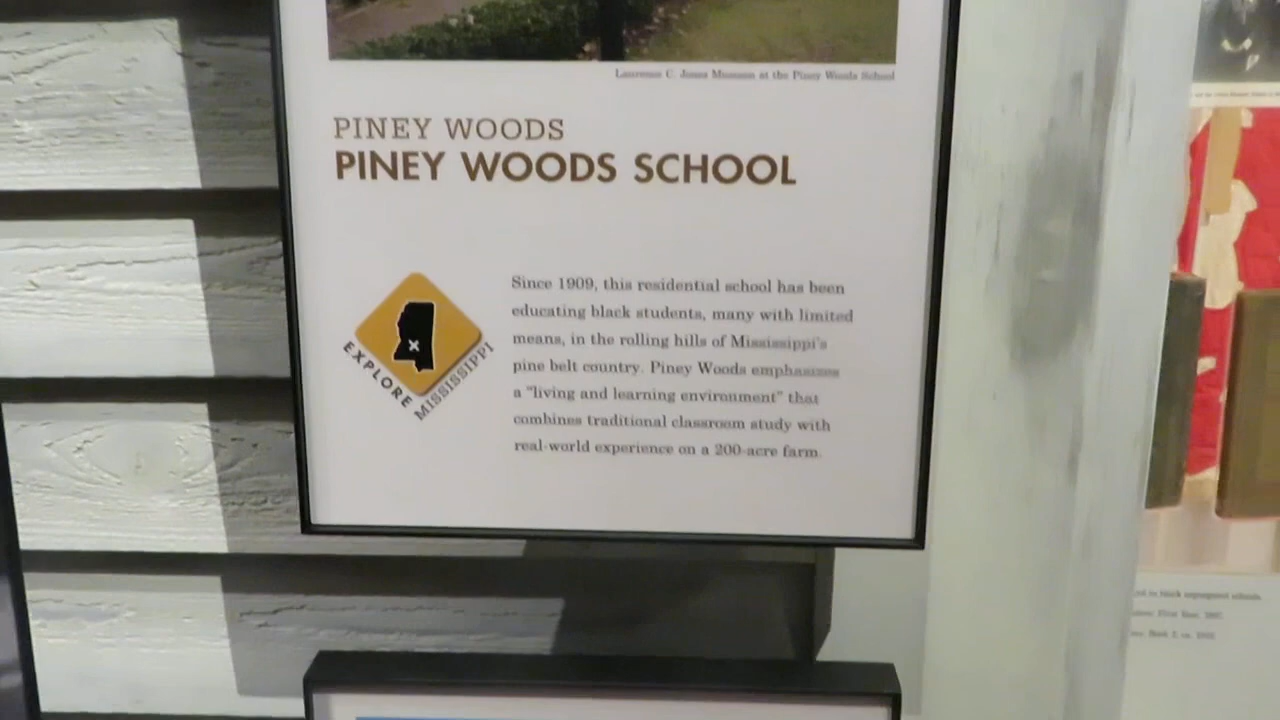 Laurence C. Jones Museum at the Piney Woods School
PINEY WOODS
PINEY WOODS SCHOOL
EXPLORE MISSISSIPPI
Since 1909, this residential school has been
educating black students, many with limited
means, in the rolling hills of Mississippi's
pine belt country. Piney Woods emphasizes
a "living and learning environment" that
combines traditional classroom study with
real-world experience on a 200-acre farm.